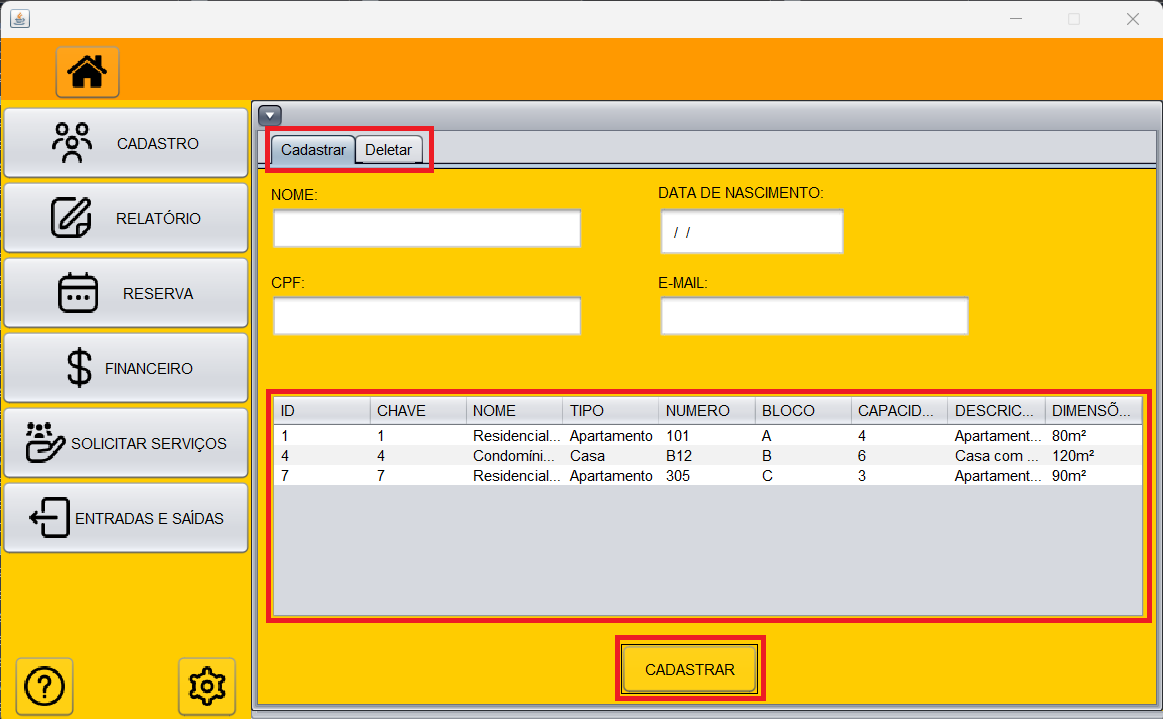 CADASTRO
RELATÓRIO
RESERVA
FINANCEIRO
SOLICITAR SERVIÇOS
ENTRADAS E SAÍDAS
?
Cadastrar Deletar
NOME: DATA DE NASCIMENTO:
/ /
CPF: E-MAIL:
ID CHAVE NOME TIPO NUMERO BLOCO CAPACID... DESCRIC... DIMENSÕ...
1 1 Residencial... Apartamento 101 A 4 Apartament... 80m²
4 4 Condomíni... Casa B12 B 6 Casa com ... 120m²
7 7 Residencial... Apartamento 305 C 3 Apartament... 90m²
CADASTRAR